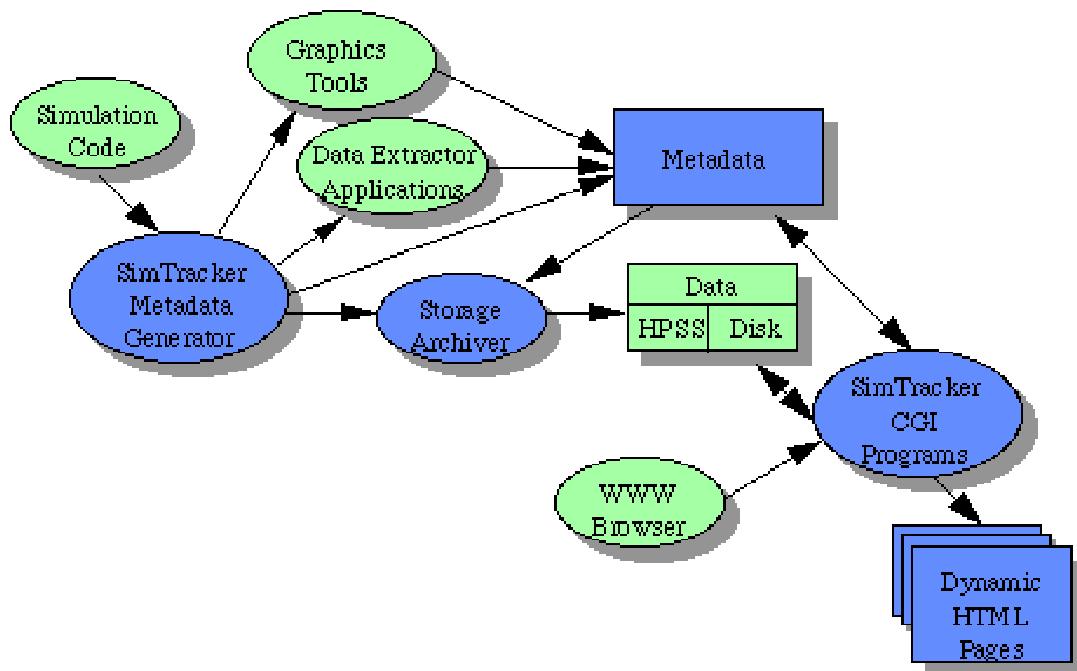 Graphics
Tools
Simulation
Code
Data Extractor
Applications
Metadata
SimTracker
Metadata
Generator
Storage
Archiver
Data
HPSS
Disk
SimTracker
CGI
Programs
WWW
Browser
Dynamic
HTML
Pages